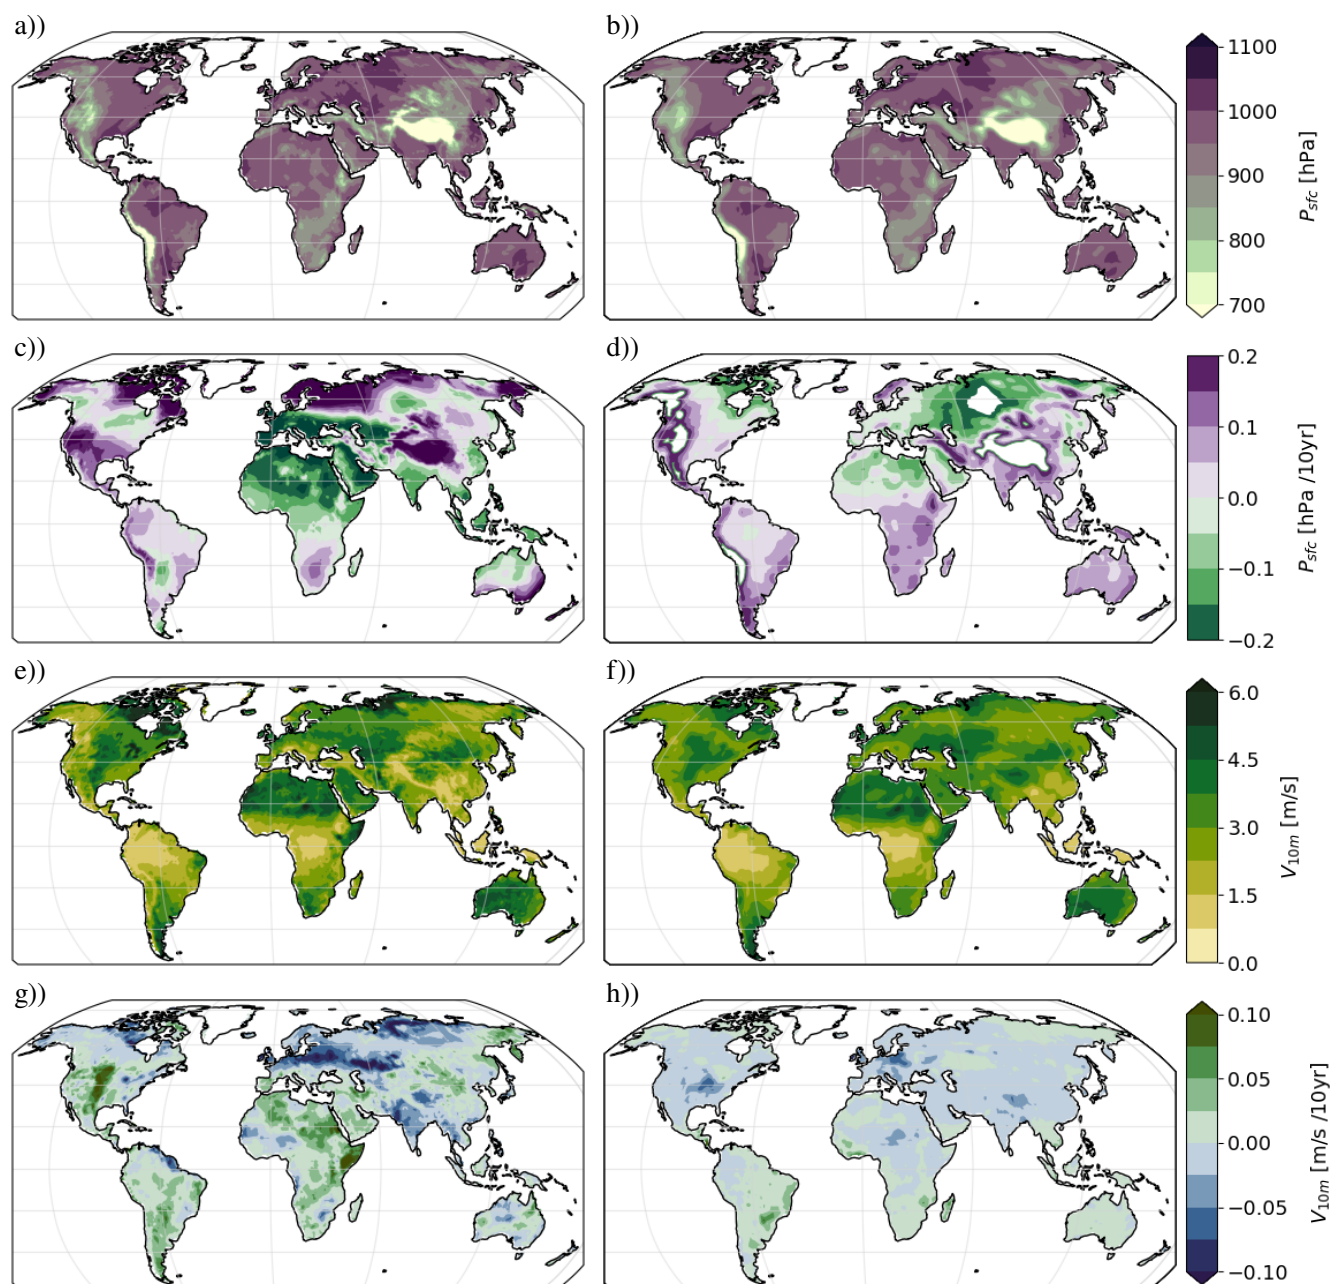 a)) b))
1100
1000
900
800
700
P_sfc [hPa]
c)) d))
0.2
0.1
0.0
−0.1
−0.2
P_sfc [hPa /10yr]
e)) f))
6.0
4.5
3.0
1.5
0.0
V_10m [m/s]
g)) h))
0.10
0.05
0.00
−0.05
−0.10
V_10m [m/s /10yr]